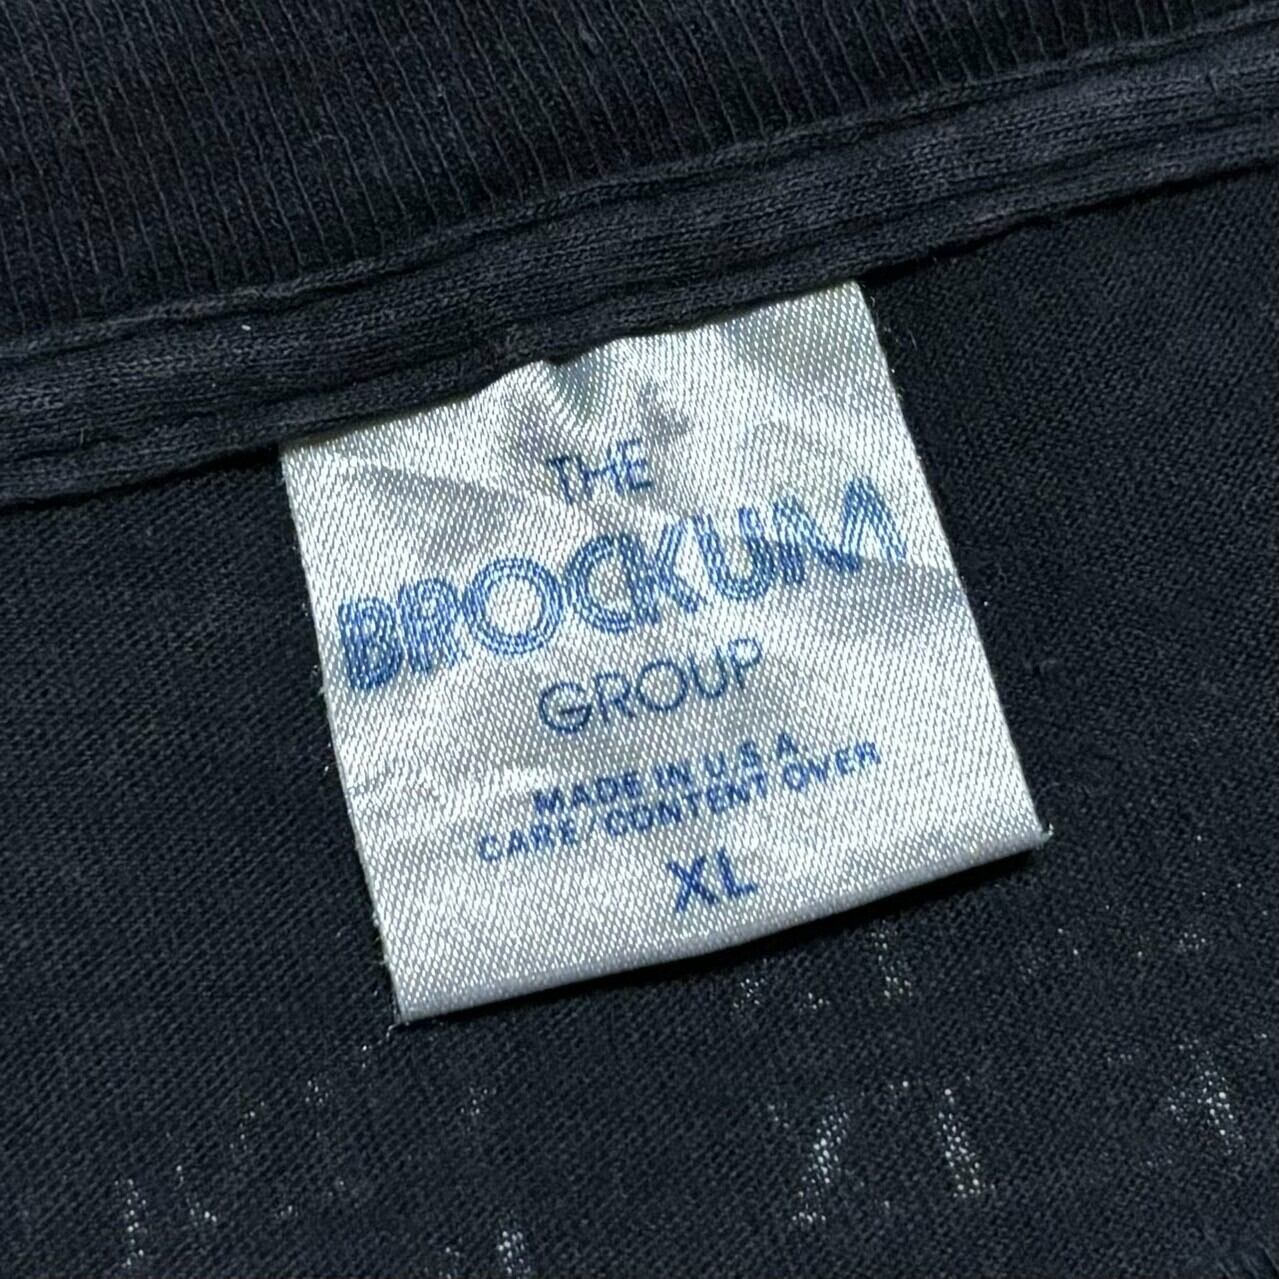 THE
BROCKUM
GROUP
MADE IN U.S.A.
CARE/CONTENT OVER
XL